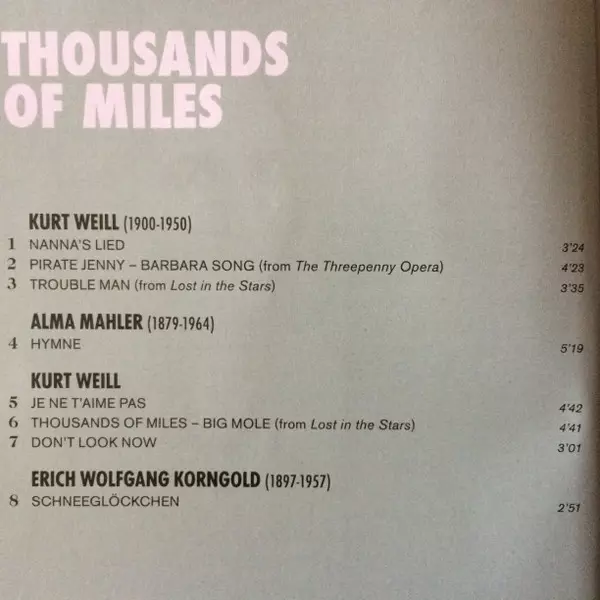 THOUSANDS
OF MILES
KURT WEILL (1900-1950)
1 NANNA'S LIED 3'24
2 PIRATE JENNY – BARBARA SONG (from The Threepenny Opera) 4'23
3 TROUBLE MAN (from Lost in the Stars) 3'35
ALMA MAHLER (1879-1964)
4 HYMNE 5'19
KURT WEILL
5 JE NE T'AIME PAS 4'42
6 THOUSANDS OF MILES – BIG MOLE (from Lost in the Stars) 4'41
7 DON'T LOOK NOW 3'01
ERICH WOLFGANG KORNGOLD (1897-1957)
8 SCHNEEGLÖCKCHEN 2'51